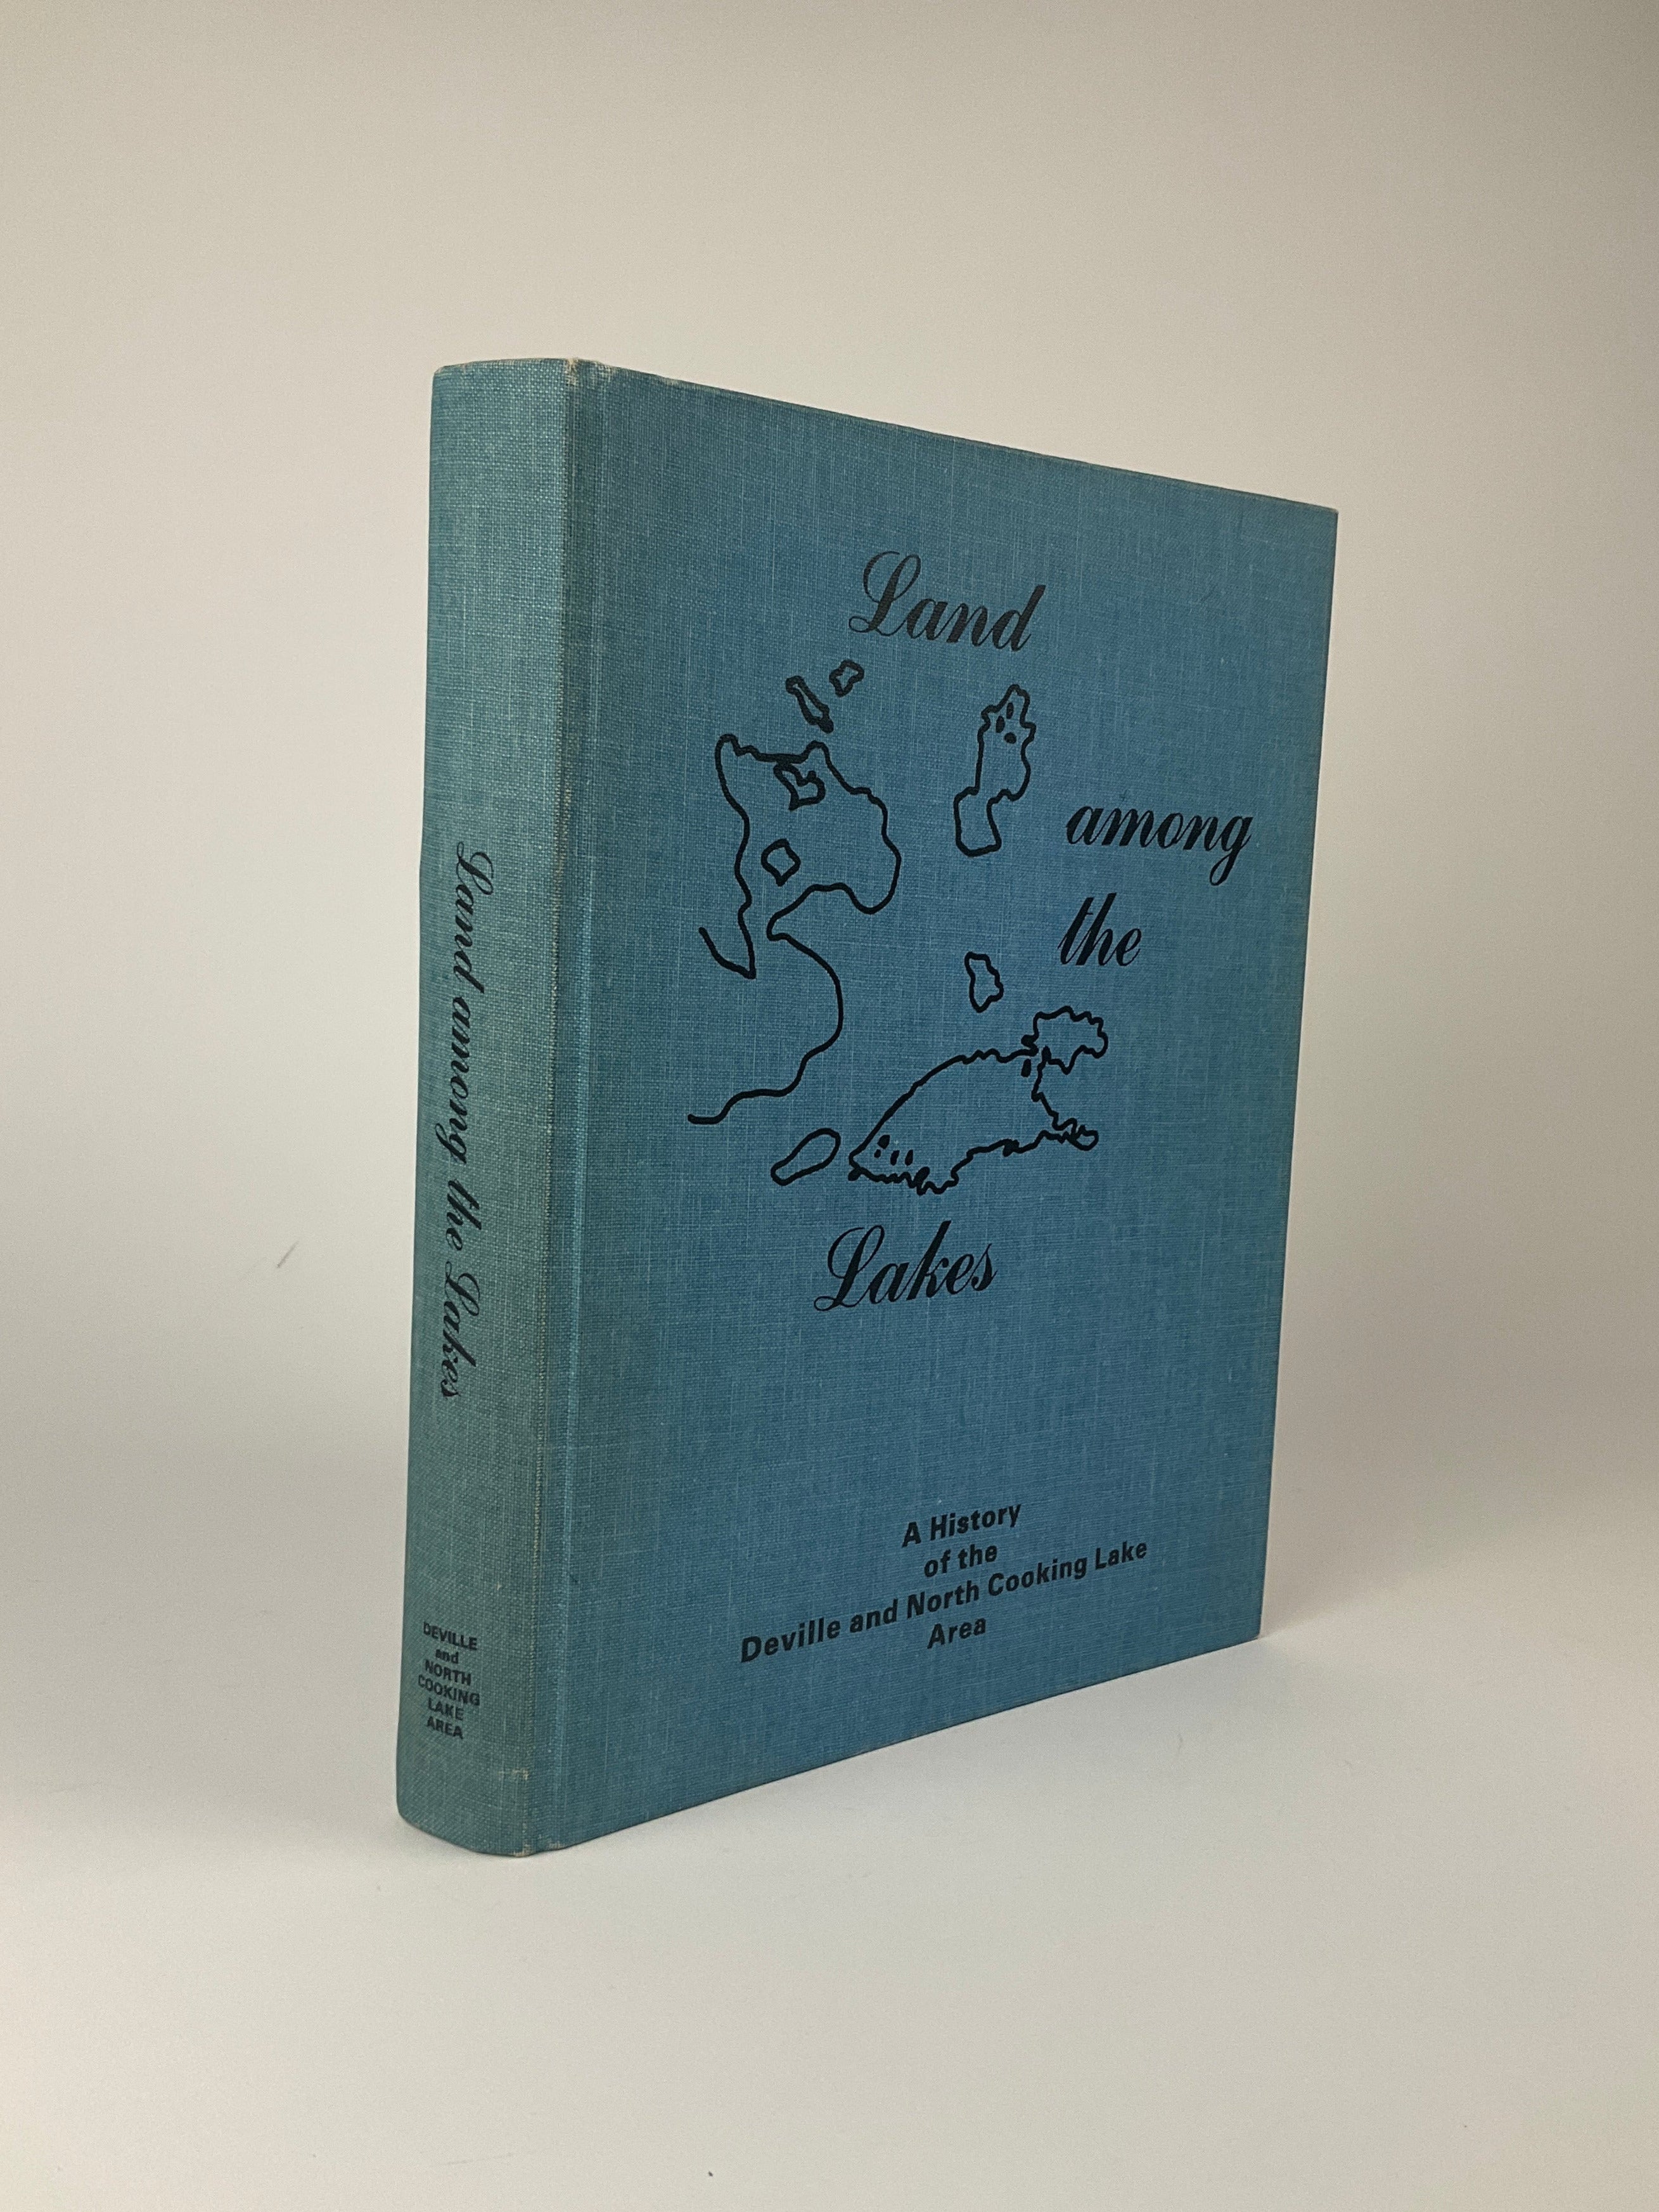 Land
among
the
Lakes
A History
of the
Deville and North Cooking Lake
Area
Land among the Lakes
DEVILLE
and
NORTH
COOKING
LAKE
AREA